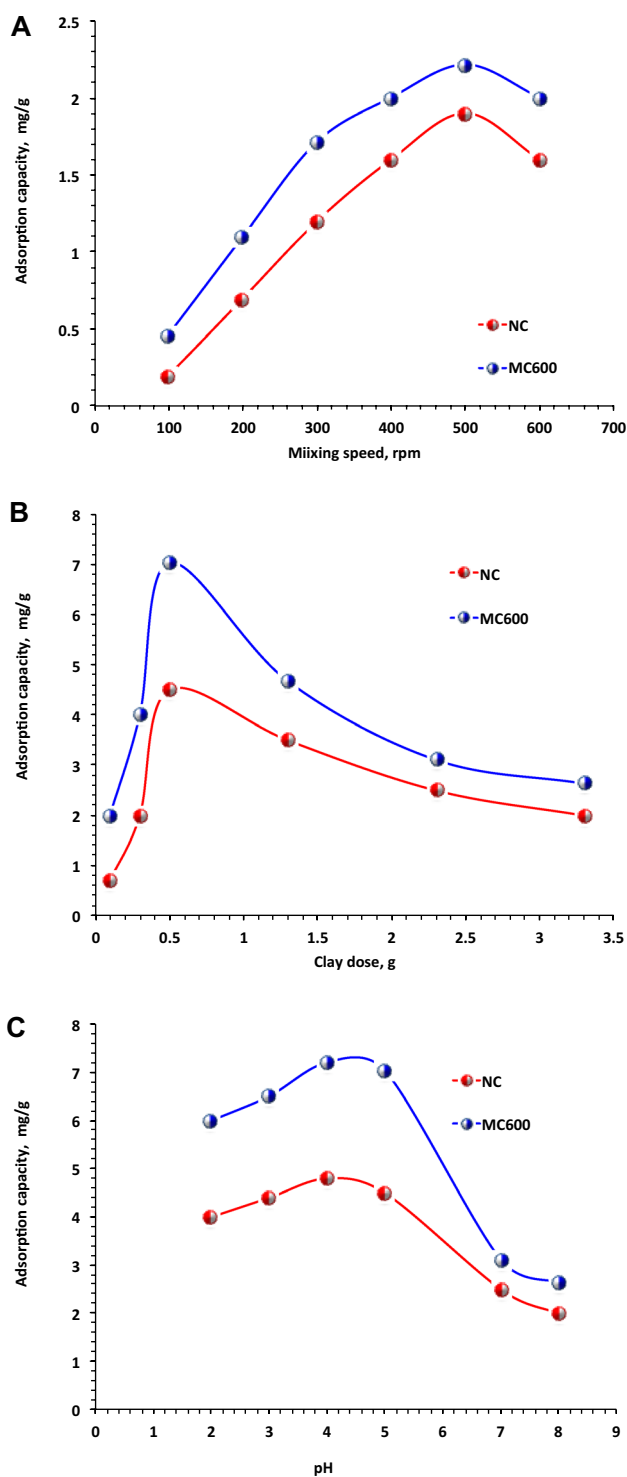 A
Adsorption capacity, mg/g
2.5
2
1.5
1
0.5
0
0 100 200 300 400 500 600 700
Miixing speed, rpm
NC
MC600
B
Adsorption capacity, mg/g
8
7
6
5
4
3
2
1
0
0 0.5 1 1.5 2 2.5 3 3.5
Clay dose, g
NC
MC600
C
Adsorption capacity, mg/g
8
7
6
5
4
3
2
1
0
0 1 2 3 4 5 6 7 8 9
pH
NC
MC600